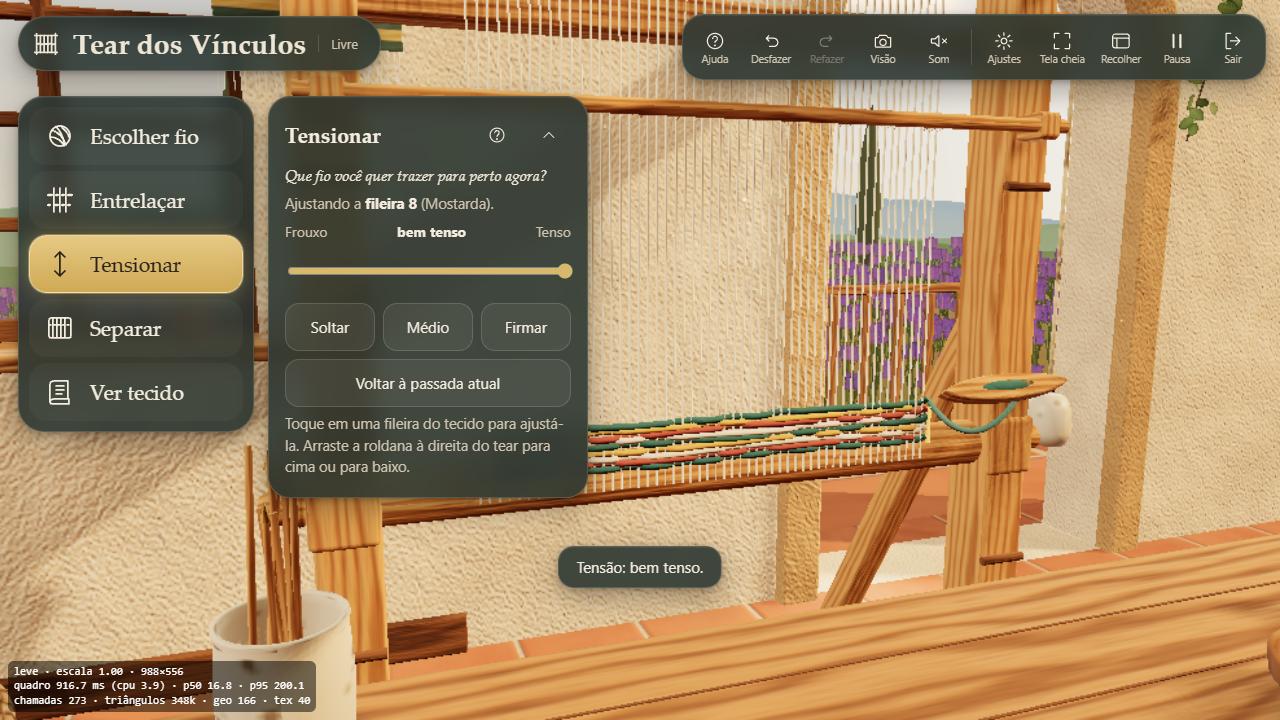 Tear dos Vínculos
Livre
Ajuda
Desfazer
Refazer
Visão
Som
Ajustes
Tela cheia
Recolher
Pausa
Sair
Escolher fio
Entrelaçar
Tensionar
Separar
Ver tecido
Tensionar
Que fio você quer trazer para perto agora?
Ajustando a fileira 8 (Mostarda).
Frouxo bem tenso Tenso
Soltar
Médio
Firmar
Voltar à passada atual
Toque em uma fileira do tecido para ajustá-
la. Arraste a roldana à direita do tear para
cima ou para baixo.
Tensão: bem tenso.
leve · escala 1.00 · 988×556
quadro 916.7 ms (cpu 3.9) · p50 16.8 · p95 200.1
chamadas 273 · triângulos 348k · geo 166 · tex 40